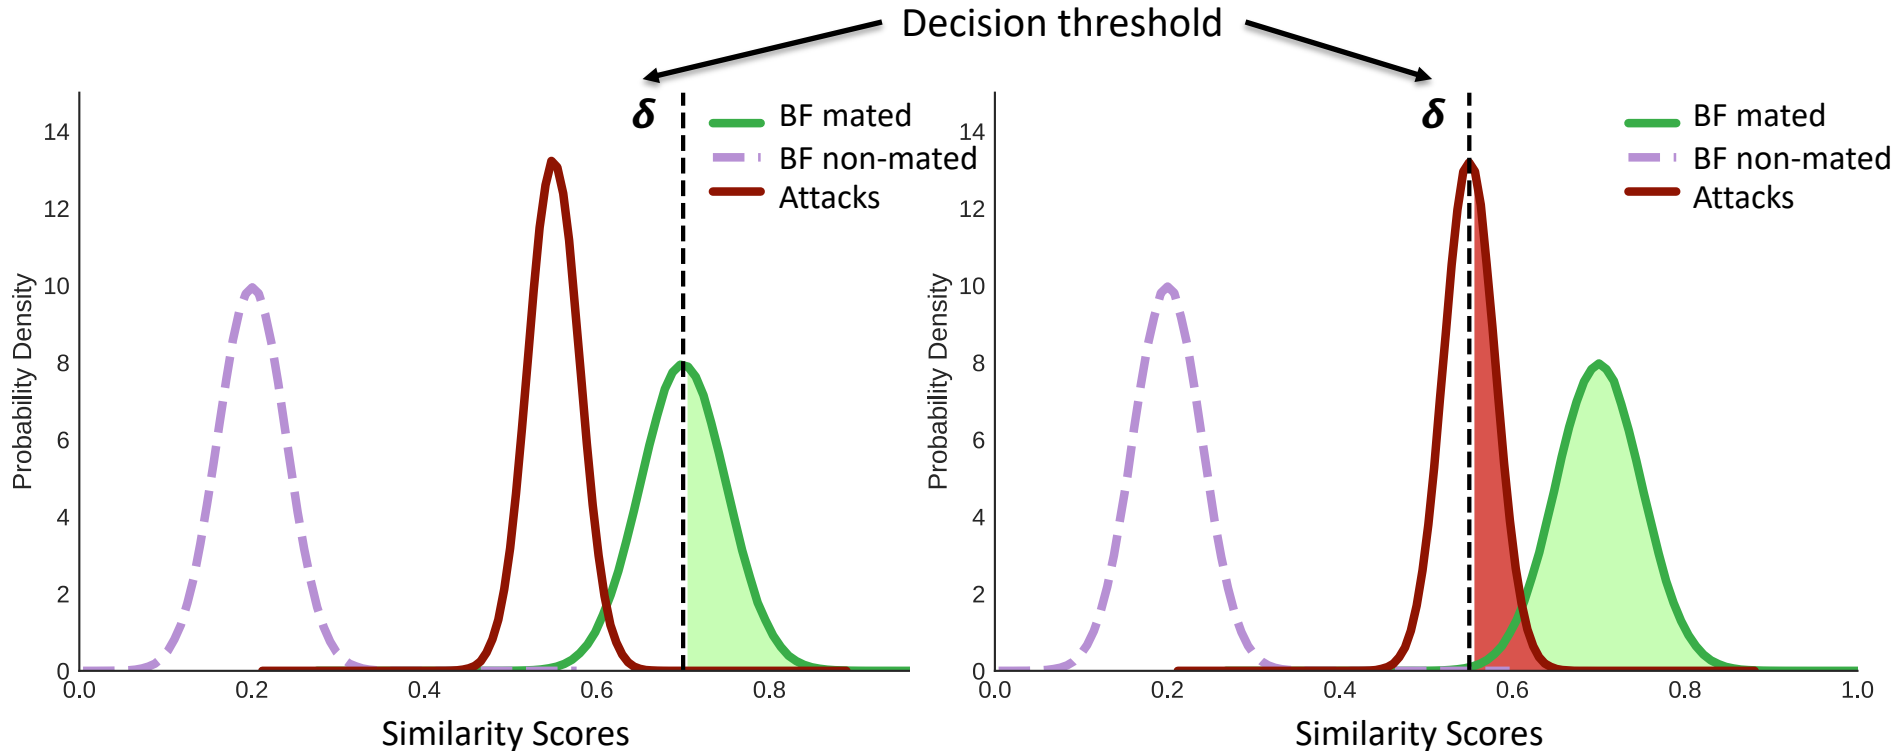 Decision threshold
δ
BF mated
BF non-mated
Attacks
14
12
10
8
6
4
2
0
Probability Density
0.0
0.2
0.4
0.6
0.8
Similarity Scores
δ
BF mated
BF non-mated
Attacks
14
12
10
8
6
4
2
0
Probability Density
0.0
0.2
0.4
0.6
0.8
1.0
Similarity Scores